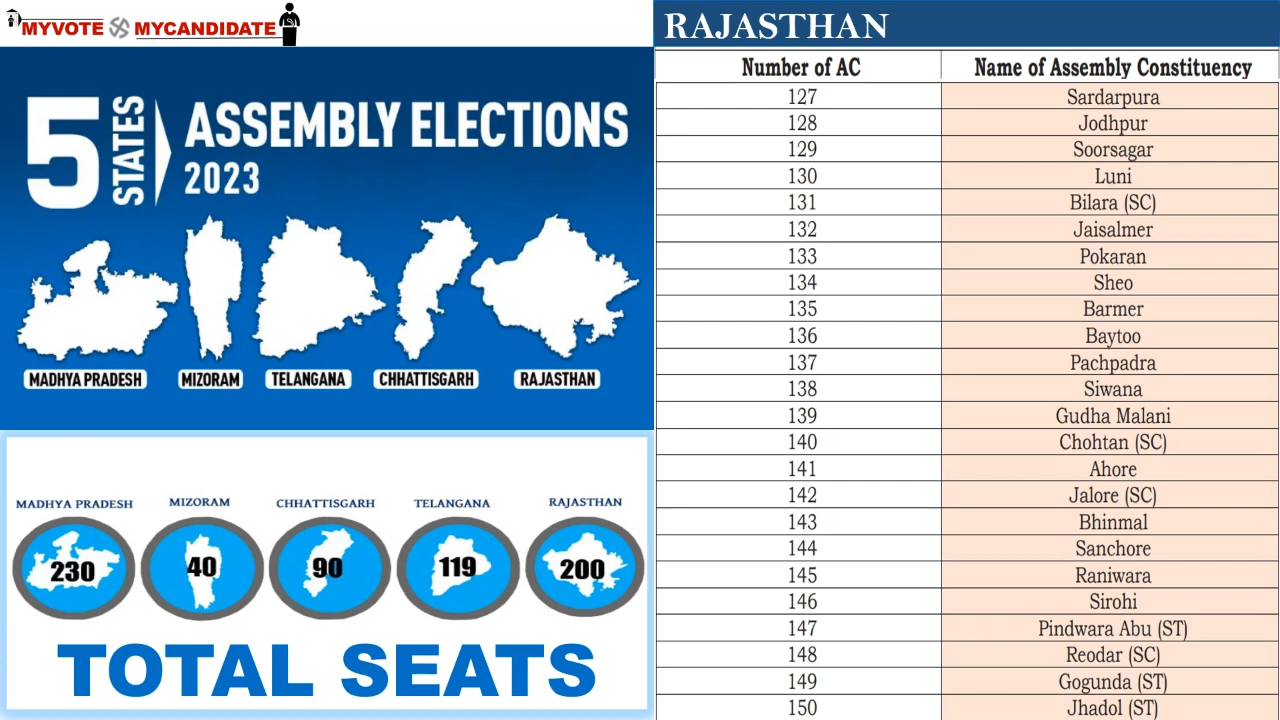 MYVOTE MYCANDIDATE
5 STATES
ASSEMBLY ELECTIONS
2023
MADHYA PRADESH MIZORAM TELANGANA CHHATTISGARH RAJASTHAN
MADHYA PRADESH MIZORAM CHHATTISGARH TELANGANA RAJASTHAN
230 40 90 119 200
TOTAL SEATS
RAJASTHAN
Number of AC Name of Assembly Constituency
127 Sardarpura
128 Jodhpur
129 Soorsagar
130 Luni
131 Bilara (SC)
132 Jaisalmer
133 Pokaran
134 Sheo
135 Barmer
136 Baytoo
137 Pachpadra
138 Siwana
139 Gudha Malani
140 Chohtan (SC)
141 Ahore
142 Jalore (SC)
143 Bhinmal
144 Sanchore
145 Raniwara
146 Sirohi
147 Pindwara Abu (ST)
148 Reodar (SC)
149 Gogunda (ST)
150 Jhadol (ST)